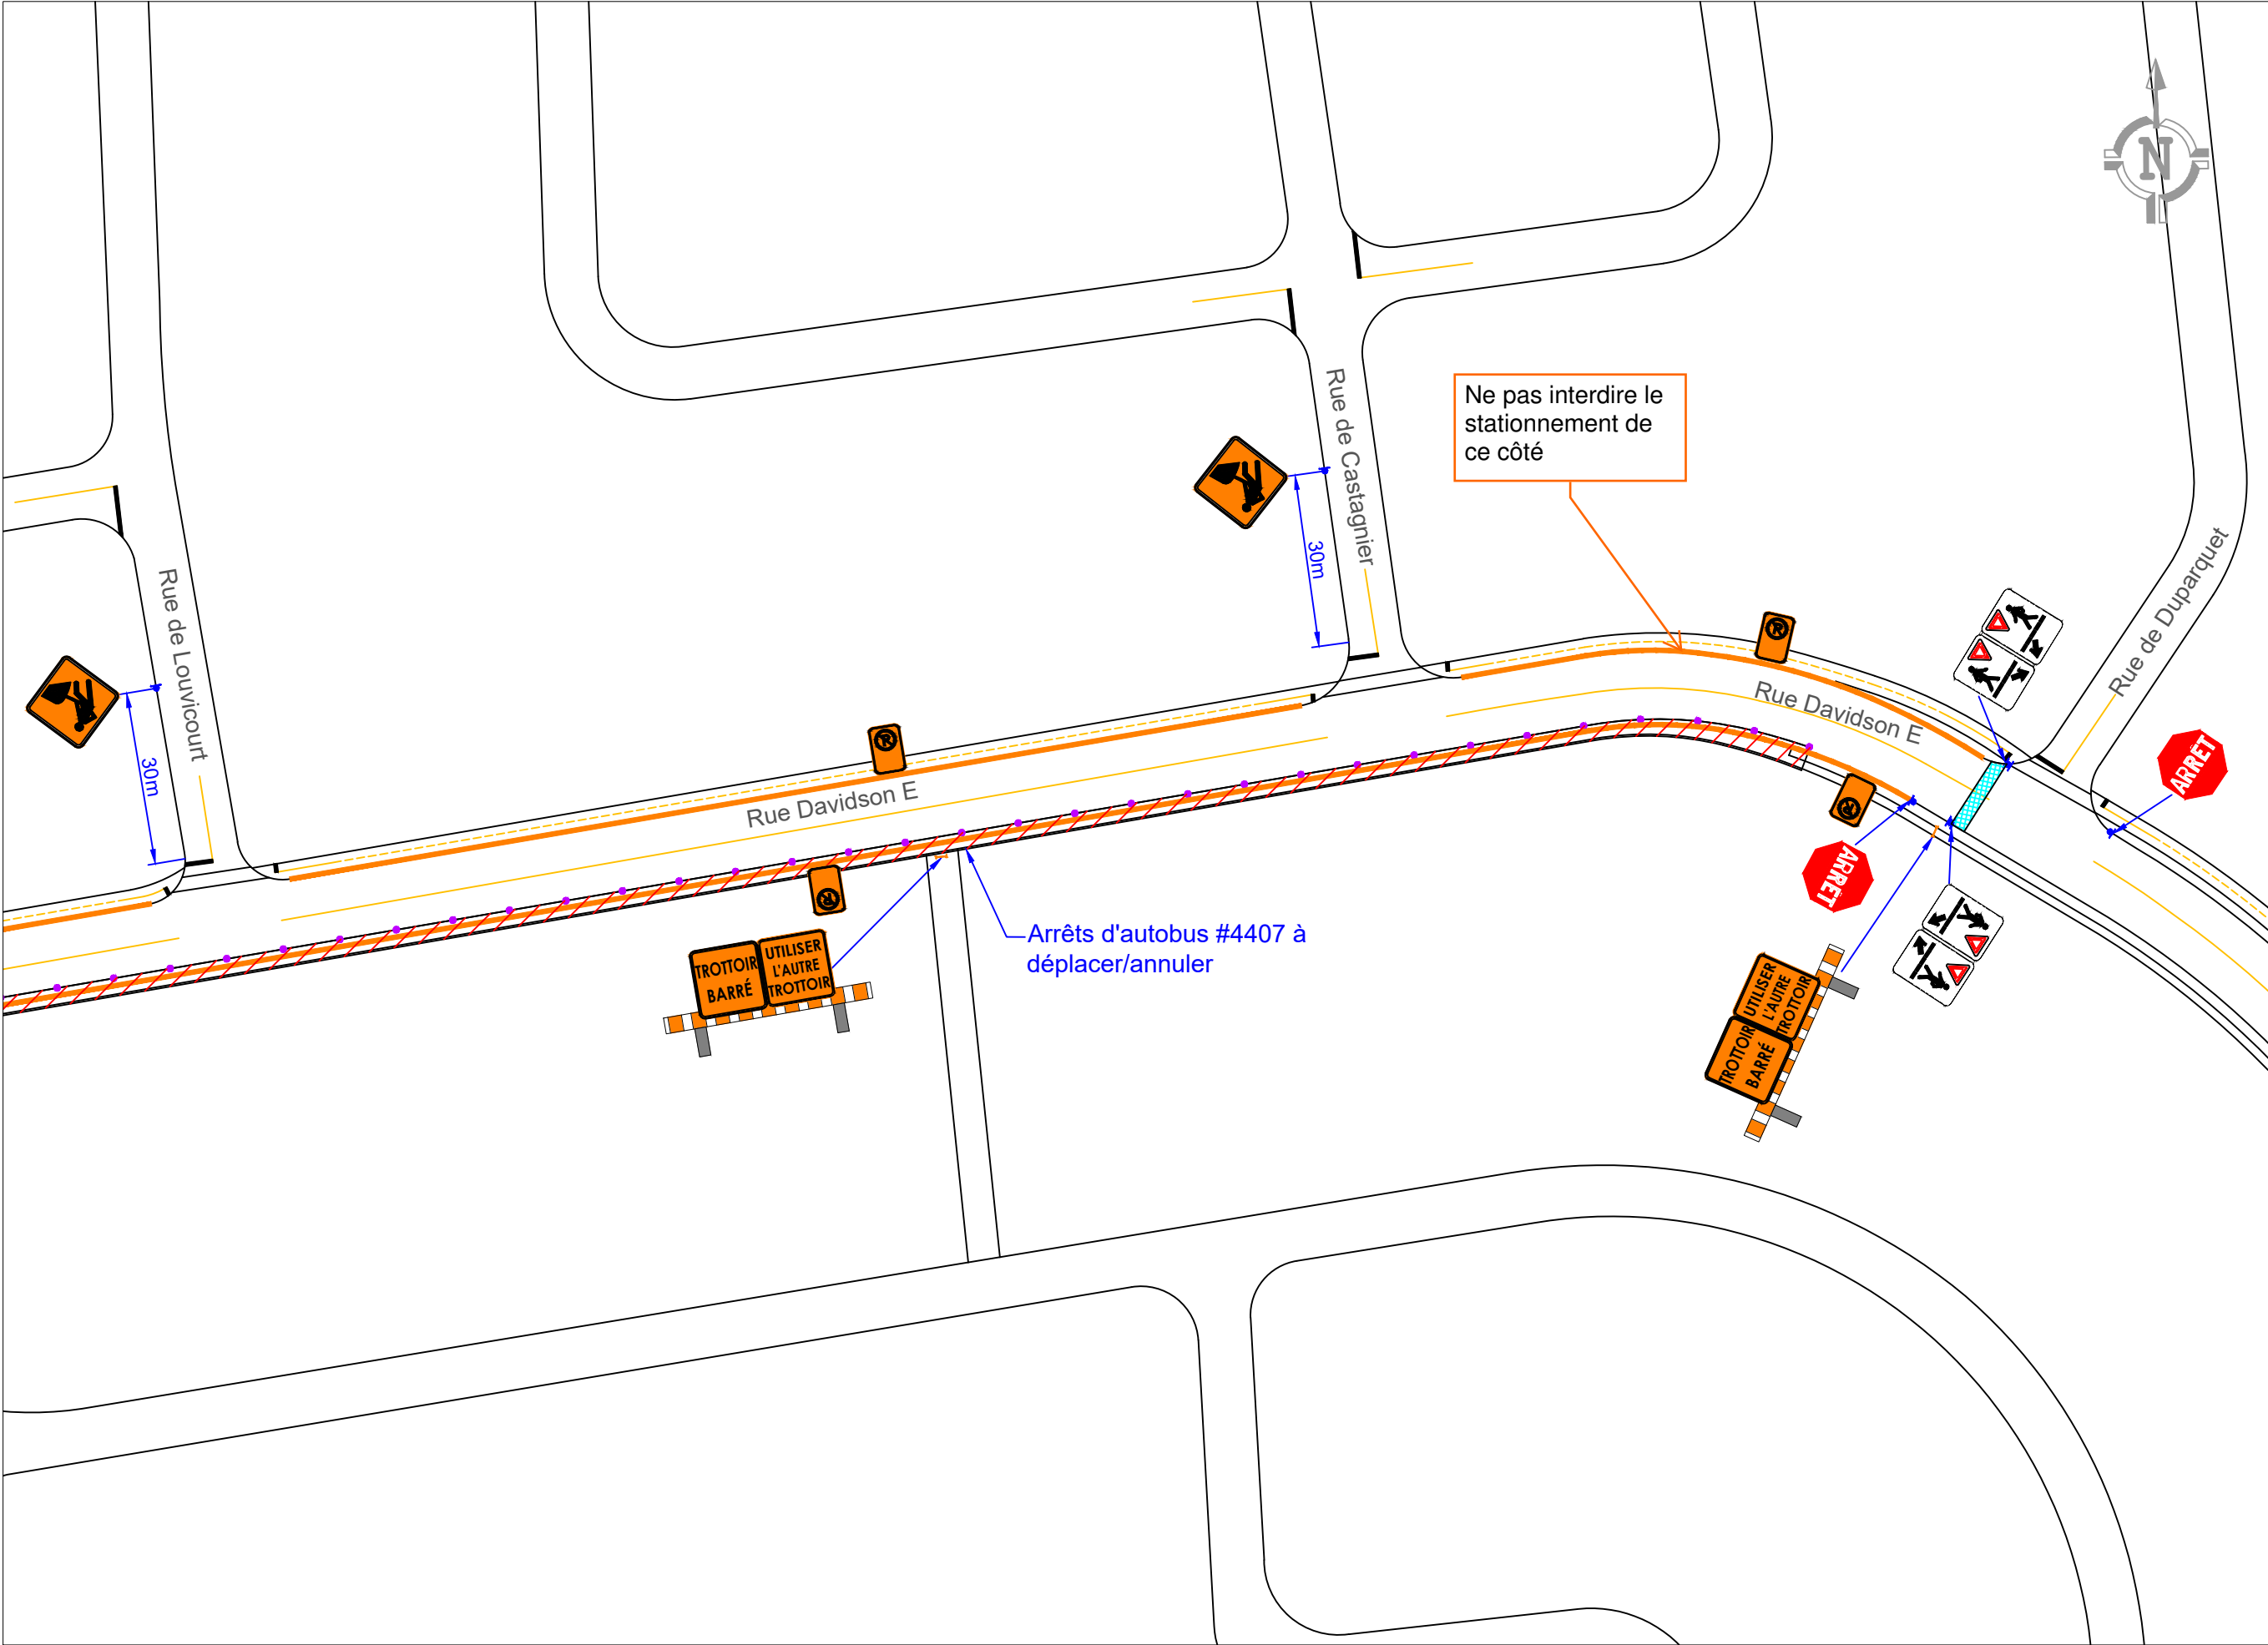 N
Rue de Castagnier
Ne pas interdire le
stationnement de
ce côté
30m
Rue de Duparquet
Rue de Louvicourt
30m
P
Rue Davidson E
P
ARRÊT
Rue Davidson E
P
P
ARRÊT
TROTTOIR
BARRÉ
UTILISER
L'AUTRE
TROTTOIR
Arrêts d'autobus #4407 à
déplacer/annuler
TROTTOIR
BARRÉ
UTILISER
L'AUTRE
TROTTOIR